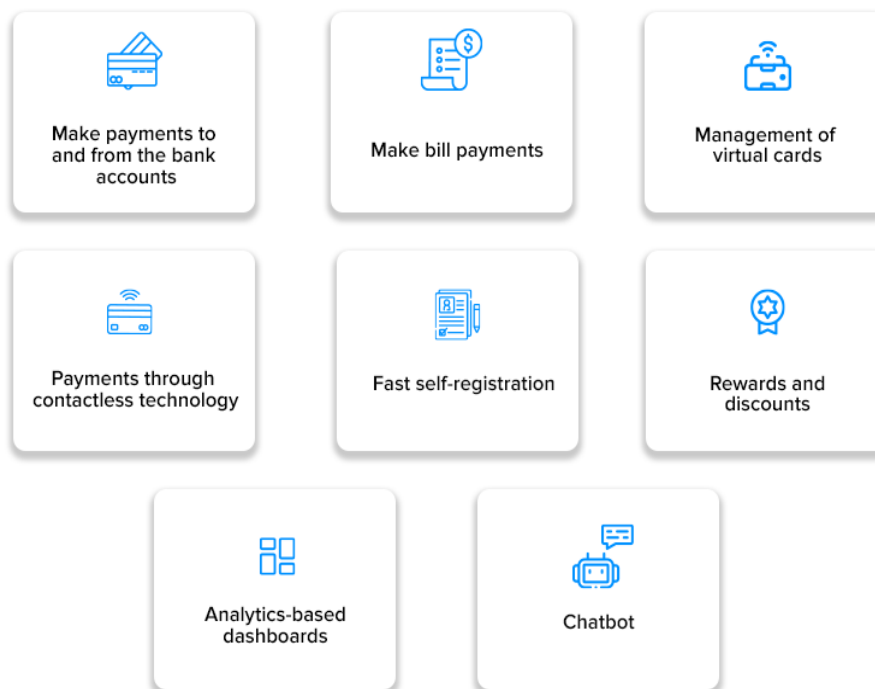 Make payments to
and from the bank
accounts
Make bill payments
Management of
virtual cards
Payments through
contactless technology
Fast self-registration
Rewards and
discounts
Analytics-based
dashboards
Chatbot